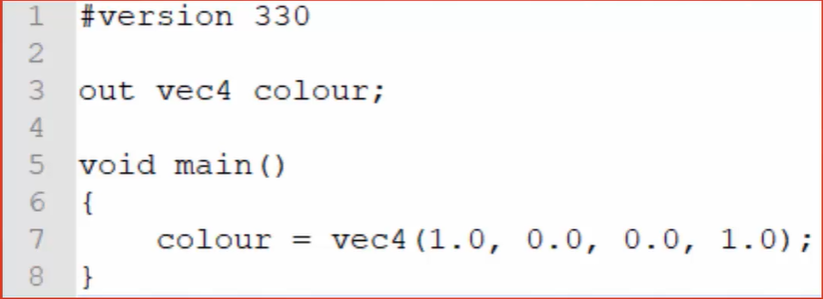 1 #version 330
2
3 out vec4 colour;
4
5 void main()
6 {
7     colour = vec4(1.0, 0.0, 0.0, 1.0);
8 }